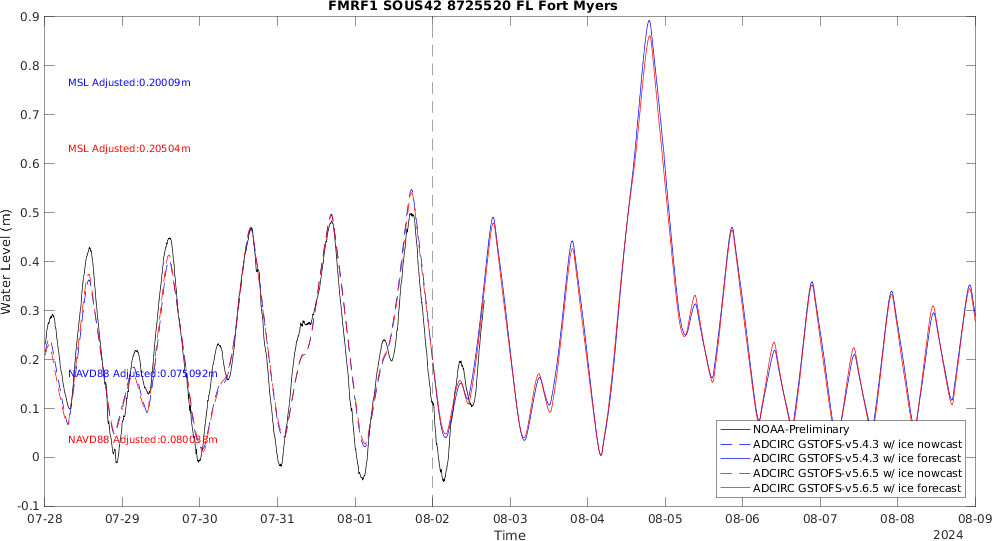 FMRF1 SOUS42 8725520 FL Fort Myers
0.9
0.8
MSL Adjusted:0.20009m
0.7
MSL Adjusted:0.20504m
0.6
0.5
0.4
Water Level (m)
0.3
0.2
NAVD88 Adjusted:0.075092m
0.1
NAVD88 Adjusted:0.080038m
0
-0.1
NOAA-Preliminary
ADCIRC GSTOFS-v5.4.3 w/ ice nowcast
ADCIRC GSTOFS-v5.4.3 w/ ice forecast
ADCIRC GSTOFS-v5.6.5 w/ ice nowcast
ADCIRC GSTOFS-v5.6.5 w/ ice forecast
07-28 07-29 07-30 07-31 08-01 08-02 08-03 08-04 08-05 08-06 08-07 08-08 08-09
Time
2024